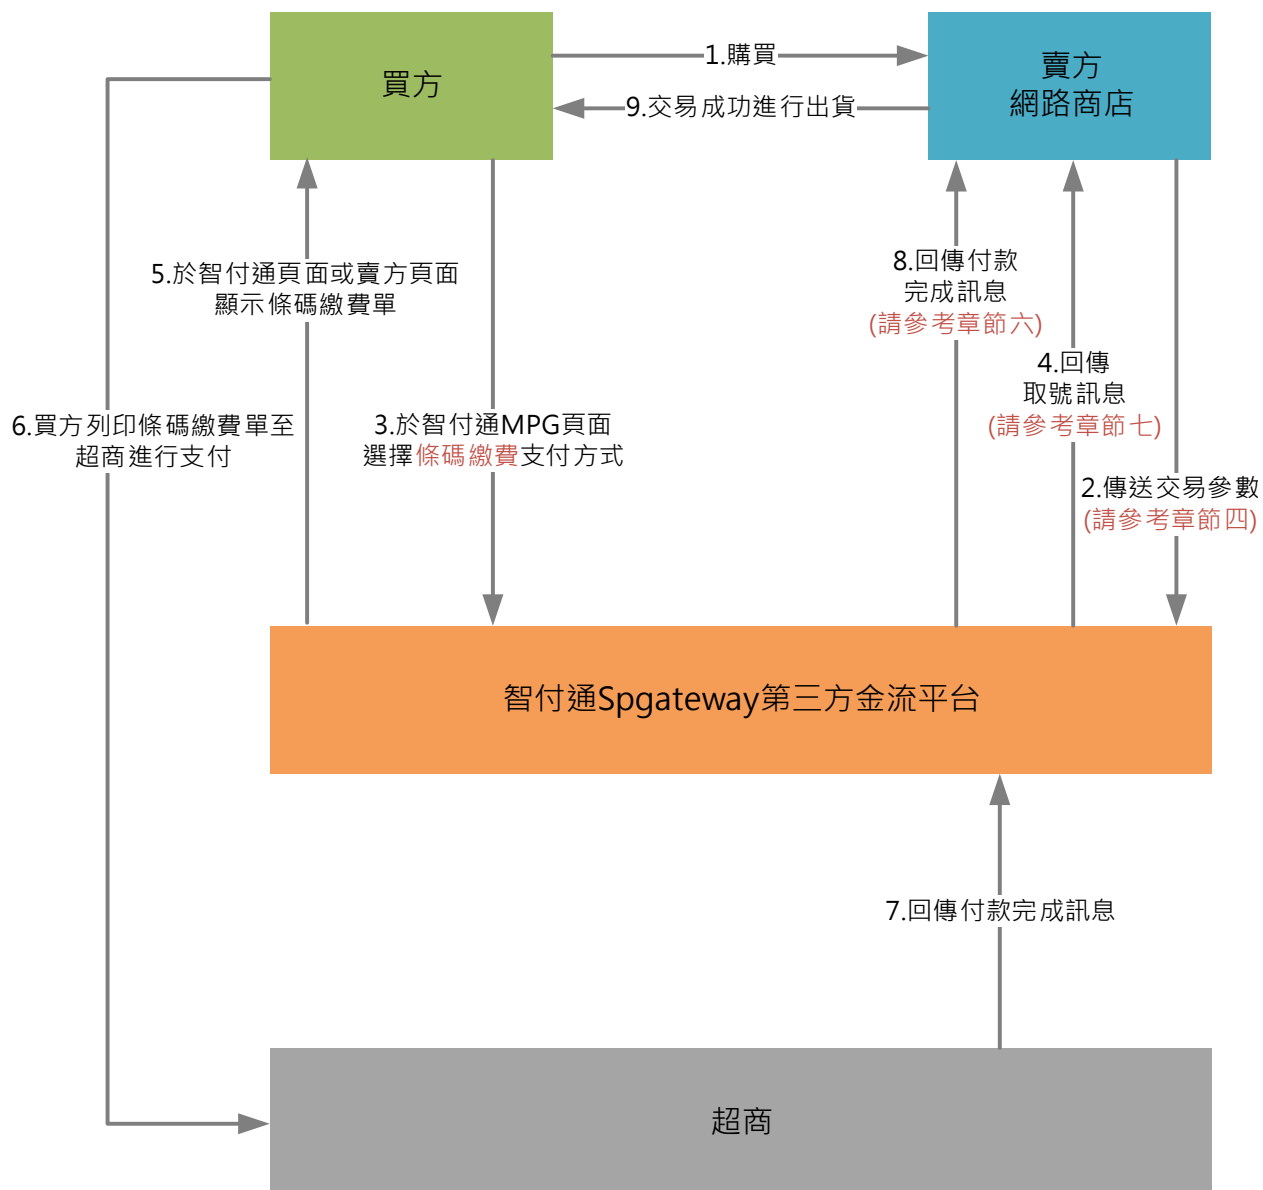 買方
1.購買
賣方
網路商店
9.交易成功進行出貨
5.於智付通頁面或賣方頁面
顯示條碼繳費單
8.回傳付款
完成訊息
(請參考章節六)
4.回傳
取號訊息
(請參考章節七)
6.買方列印條碼繳費單至
超商進行支付
3.於智付通MPG頁面
選擇條碼繳費支付方式
2.傳送交易參數
(請參考章節四)
智付通Spgateway第三方金流平台
7.回傳付款完成訊息
超商